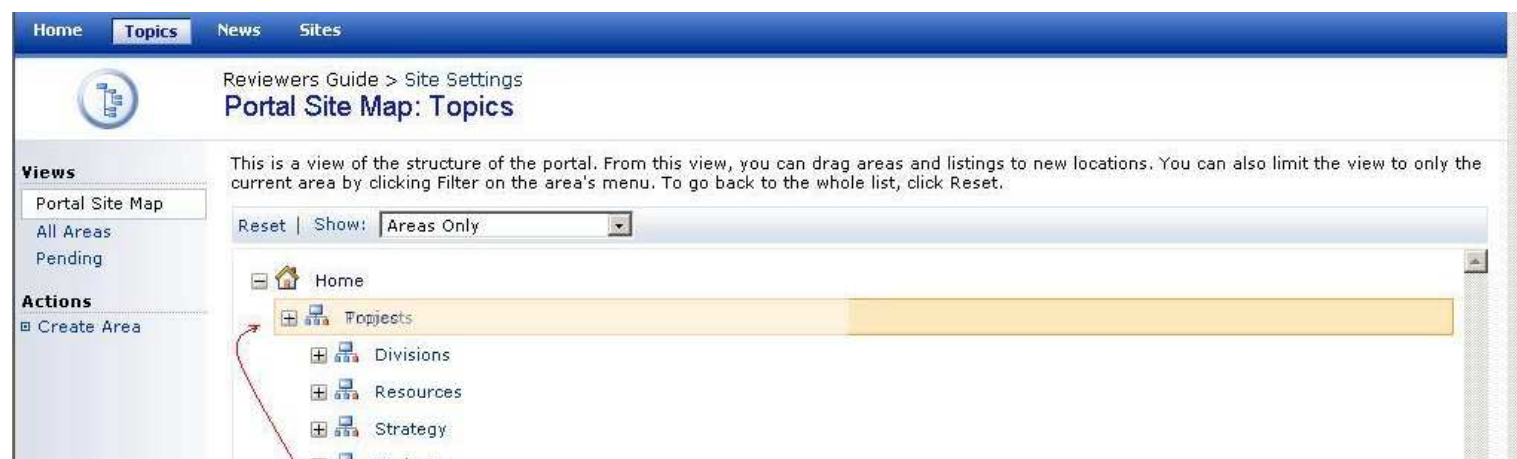 Home Topics News Sites
Reviewers Guide > Site Settings
Portal Site Map: Topics
This is a view of the structure of the portal. From this view, you can drag areas and listings to new locations. You can also limit the view to only the
current area by clicking Filter on the area's menu. To go back to the whole list, click Reset.
Views
Portal Site Map
All Areas
Pending
Actions
Create Area
Reset | Show: Areas Only
Home
Divisions
Resources
Strategy